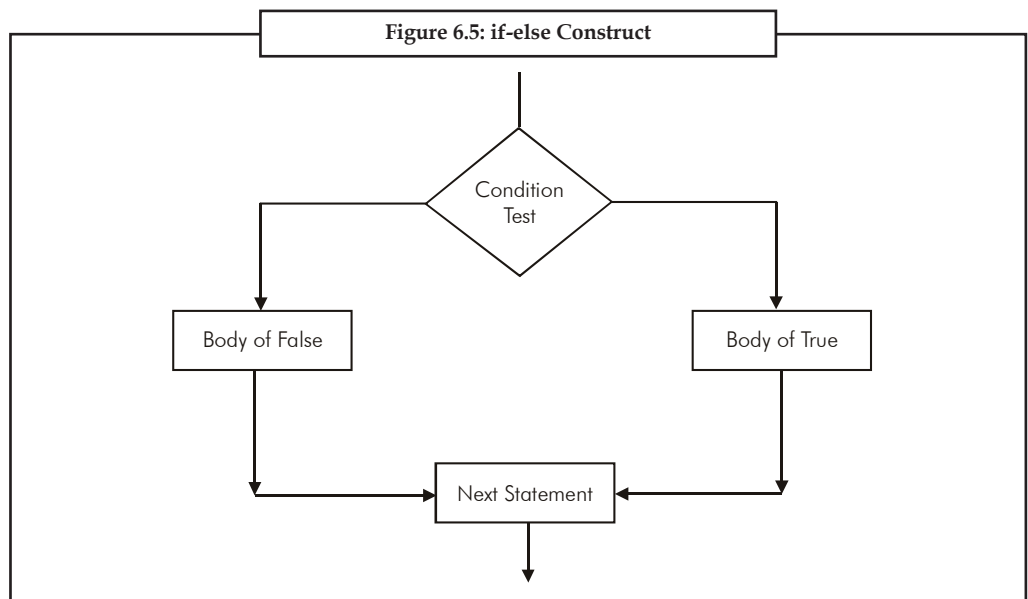 Figure 6.5: if-else Construct
Condition
Test
Body of False
Body of True
Next Statement